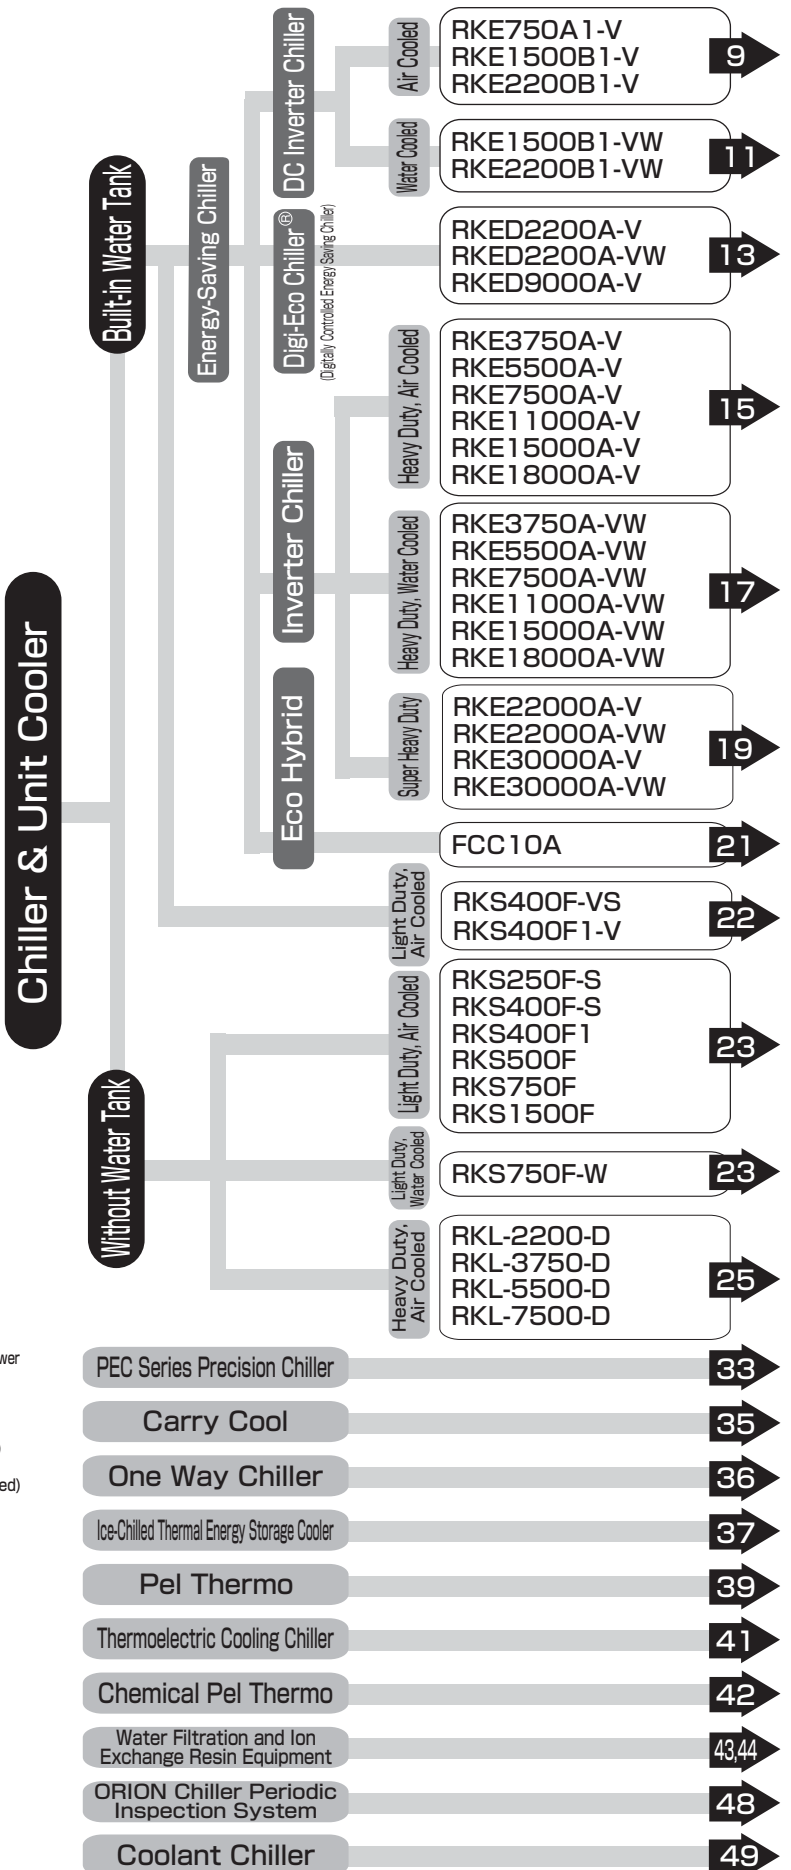 Chiller & Unit Cooler
Built-in Water Tank
Energy-Saving Chiller
DC Inverter Chiller
Air Cooled
RKE750A1-V
RKE1500B1-V
RKE2200B1-V
9
Water Cooled
RKE1500B1-VW
RKE2200B1-VW
11
Digi-Eco Chiller®
(Digitally Controlled Energy Saving Chiller)
RKED2200A-V
RKED2200A-VW
RKED9000A-V
13
Inverter Chiller
Heavy Duty, Air Cooled
RKE3750A-V
RKE5500A-V
RKE7500A-V
RKE11000A-V
RKE15000A-V
RKE18000A-V
15
Heavy Duty, Water Cooled
RKE3750A-VW
RKE5500A-VW
RKE7500A-VW
RKE11000A-VW
RKE15000A-VW
RKE18000A-VW
17
Super Heavy Duty
RKE22000A-V
RKE22000A-VW
RKE30000A-V
RKE30000A-VW
19
Eco Hybrid
FCC10A
21
Light Duty,
Air Cooled
RKS400F-VS
RKS400F1-V
22
Without Water Tank
Light Duty, Air Cooled
RKS250F-S
RKS400F-S
RKS400F1
RKS500F
RKS750F
RKS1500F
23
Light Duty,
Water Cooled
RKS750F-W
23
Heavy Duty,
Air Cooled
RKL-2200-D
RKL-3750-D
RKL-5500-D
RKL-7500-D
25
wer
)
ed)
PEC Series Precision Chiller
33
Carry Cool
35
One Way Chiller
36
Ice-Chilled Thermal Energy Storage Cooler
37
Pel Thermo
39
Thermoelectric Cooling Chiller
41
Chemical Pel Thermo
42
Water Filtration and Ion
Exchange Resin Equipment
43,44
ORION Chiller Periodic
Inspection System
48
Coolant Chiller
49